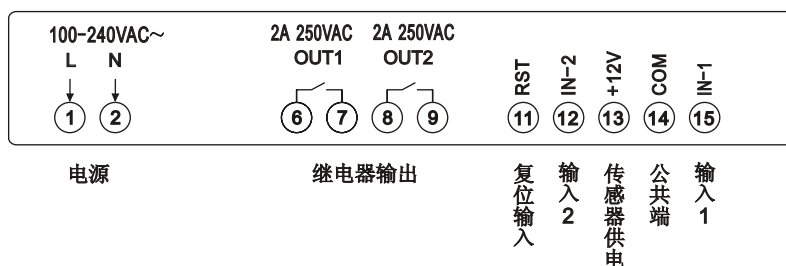 100-240VAC～
L N
2A 250VAC 2A 250VAC
OUT1 OUT2
RST
IN-2
+12V
COM
IN-1
1 2 6 7 8 9 11 12 13 14 15
电源
继电器输出
复位输入
输入2
传感器供电
公共端
输入1